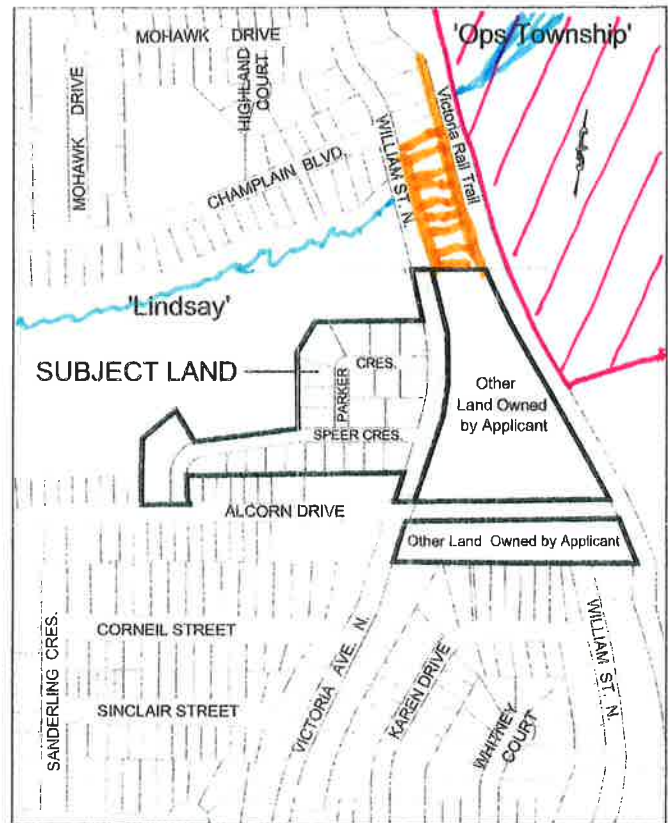 MOHAWK DRIVE
'Ops Township'
HIGHLAND
COURT
MOHAWK DRIVE
Victoria Rail Trail
WILLIAM ST. N.
CHAMPLAIN BLVD.
'Lindsay'
SUBJECT LAND
CRES.
PARKER
Other
Land Owned
by Applicant
SPEER CRES.
ALCORN DRIVE
Other Land Owned by Applicant
CORNEIL STREET
SANDERLING CRES.
VICTORIA AVE. N.
KAREN DRIVE
WILLIAM ST. N.
SINCLAIR STREET
WHITNEY
COURT